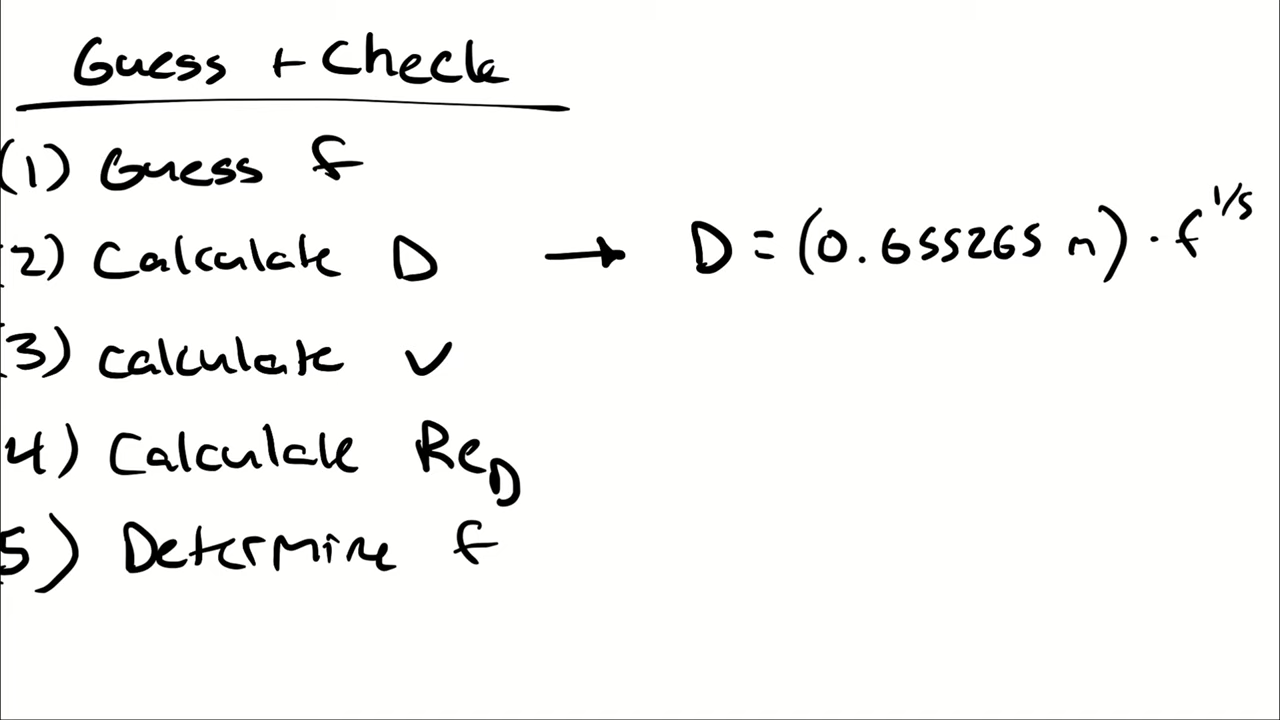 Guess + Check
(1) Guess f
(2) Calculate D → D = (0.655265 m) · f^1/5
(3) Calculate v
(4) Calculate Re_D
(5) Determine f